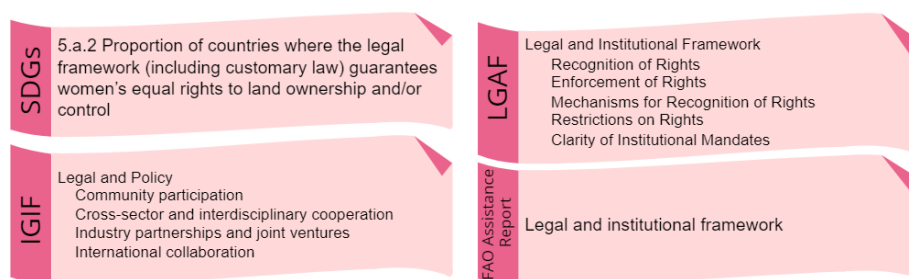 SDGs
5.a.2 Proportion of countries where the legal
framework (including customary law) guarantees
women’s equal rights to land ownership and/or
control
LGAF
Legal and Institutional Framework
Recognition of Rights
Enforcement of Rights
Mechanisms for Recognition of Rights
Restrictions on Rights
Clarity of Institutional Mandates
IGIF
Legal and Policy
Community participation
Cross-sector and interdisciplinary cooperation
Industry partnerships and joint ventures
International collaboration
FAO Assistance
Report
Legal and institutional framework